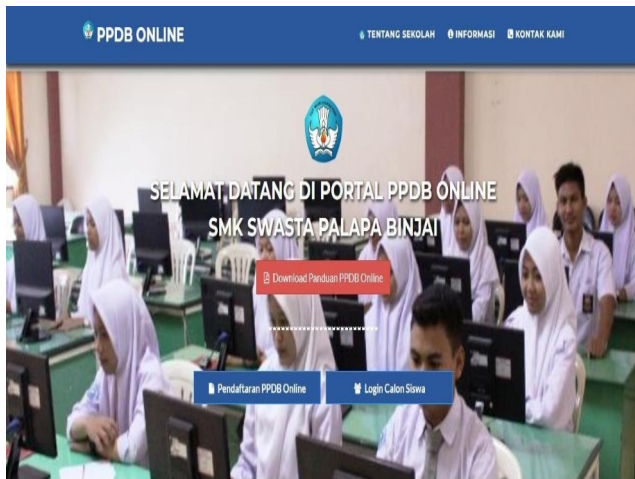 PPDB ONLINE
TENTANG SEKOLAH INFORMASI KONTAK KAMI
SELAMAT DATANG DI PORTAL PPDB ONLINE
SMK SWASTA PALAPA BINJAI
Download Panduan PPDB Online
Pendaftaran PPDB Online
Login Calon Siswa